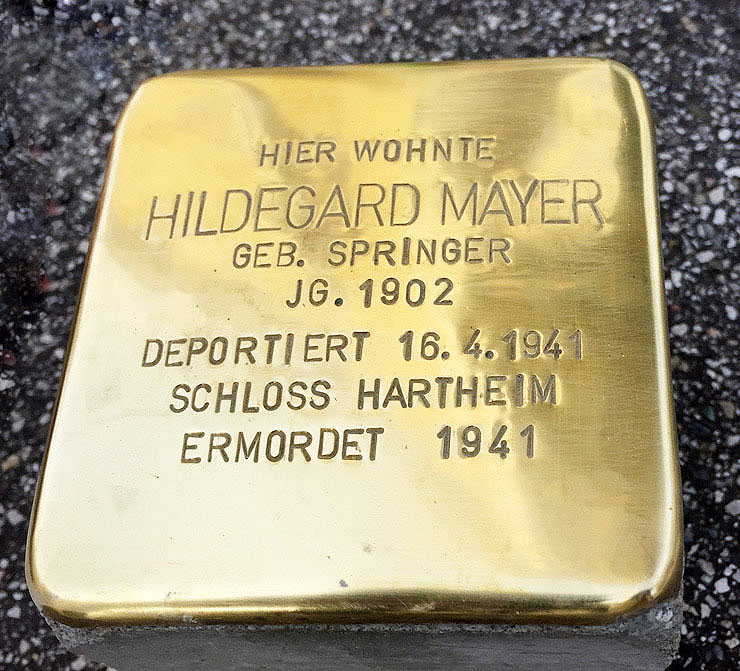 HIER WOHNTE
HILDEGARD MAYER
GEB. SPRINGER
JG. 1902
DEPORTIERT 16.4.1941
SCHLOSS HARTHEIM
ERMORDET 1941